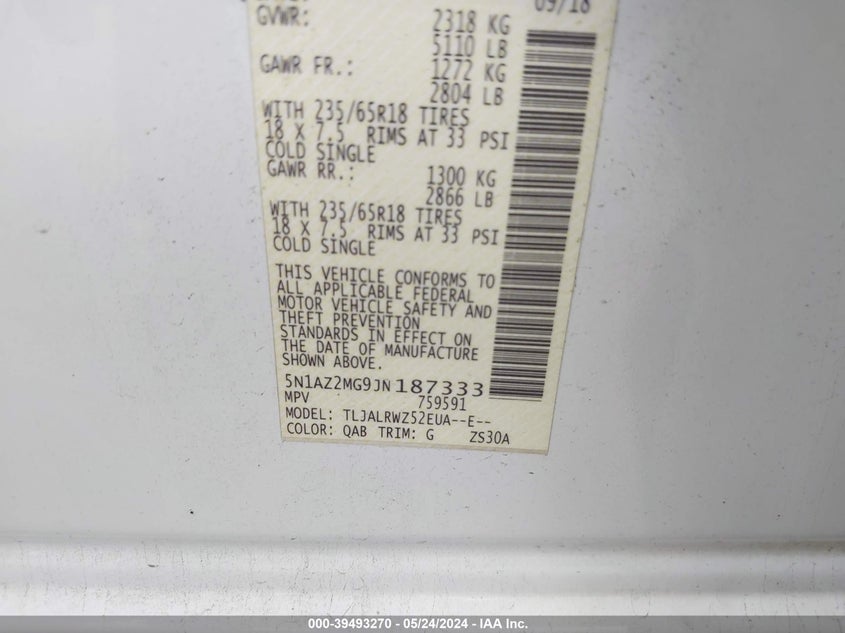 09/18
GVWR: 2318 KG
5110 LB
GAWR FR.: 1272 KG
2804 LB
WITH 235/65R18 TIRES
18 X 7.5 RIMS AT 33 PSI
COLD SINGLE
GAWR RR.: 1300 KG
2866 LB
WITH 235/65R18 TIRES
18 X 7.5 RIMS AT 33 PSI
COLD SINGLE
THIS VEHICLE CONFORMS TO
ALL APPLICABLE FEDERAL
MOTOR VEHICLE SAFETY AND
THEFT PREVENTION
STANDARDS IN EFFECT ON
THE DATE OF MANUFACTURE
SHOWN ABOVE.
5N1AZ2MG9JN187333
MPV 759591
MODEL: TLJALRWZ52EUA--E--
COLOR: QAB TRIM: G ZS30A
000-39493270 - 05/24/2024 - IAA Inc.